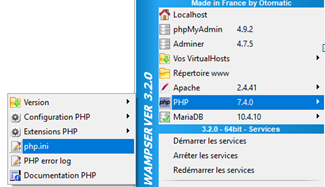 Made in France by Otomatic
Localhost
phpMyAdmin 4.9.2
Adminer 4.7.5
Vos VirtualHosts
Répertoire www
Apache 2.4.41
php PHP 7.4.0
MariaDB 10.4.10
3.2.0 - 64bit - Services
Démarrer les services
Arrêter les services
Redémarrer les services
WAMPSERVER 3.2.0
Version
Configuration PHP
Extensions PHP
php.ini
PHP error log
Documentation PHP